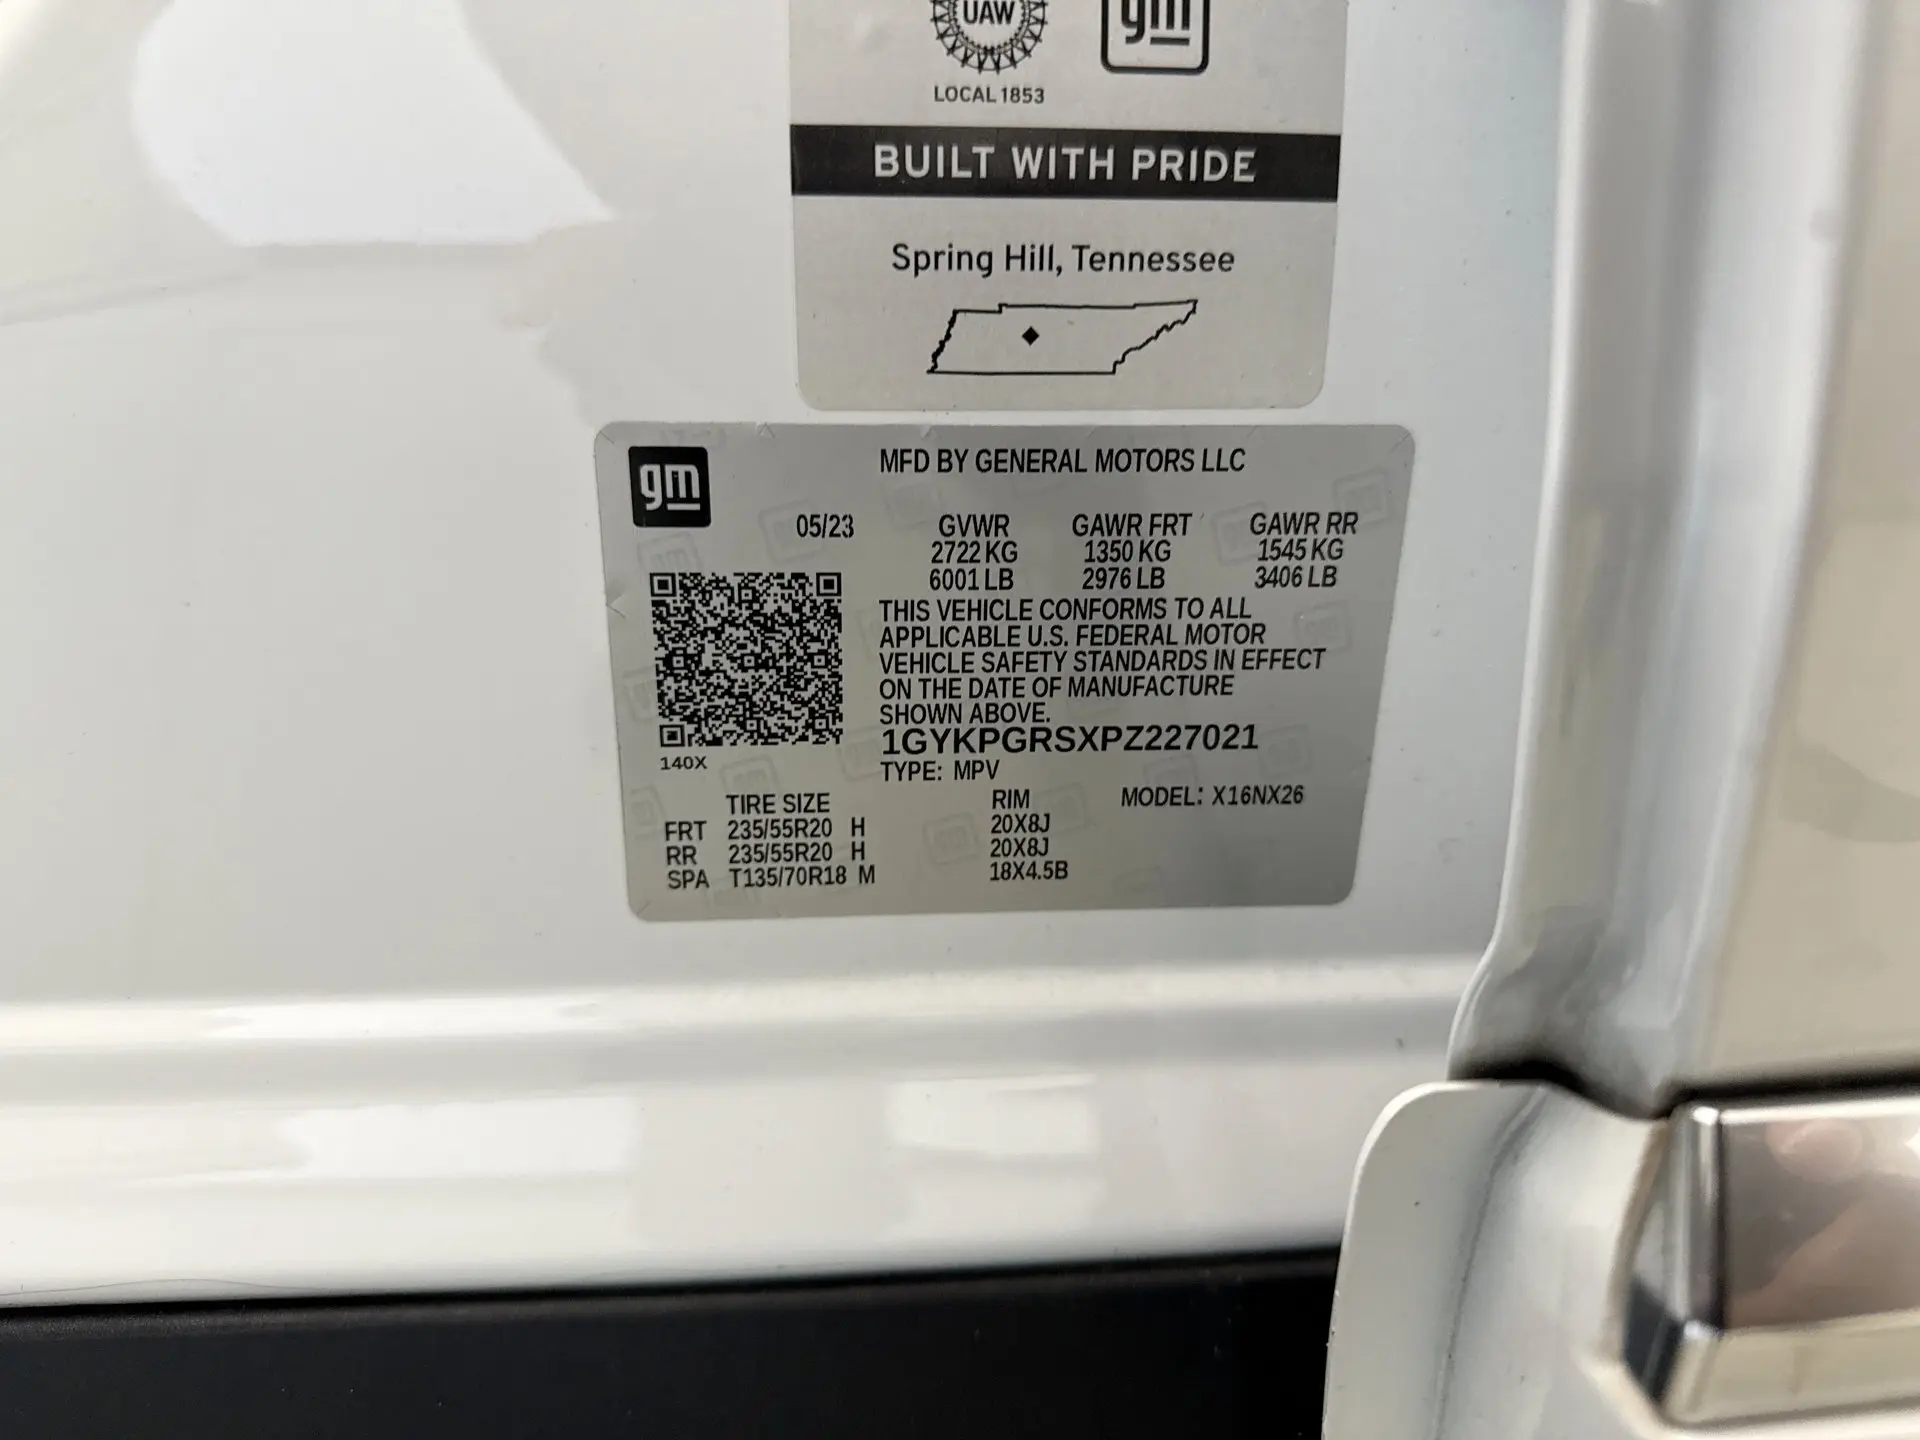 UAW
gm
LOCAL 1853
BUILT WITH PRIDE
Spring Hill, Tennessee
gm
MFD BY GENERAL MOTORS LLC
05/23 GVWR GAWR FRT GAWR RR
2722 KG 1350 KG 1545 KG
6001 LB 2976 LB 3406 LB
THIS VEHICLE CONFORMS TO ALL
APPLICABLE U.S. FEDERAL MOTOR
VEHICLE SAFETY STANDARDS IN EFFECT
ON THE DATE OF MANUFACTURE
SHOWN ABOVE.
1GYKPGRSXPZ227021
140X
TYPE: MPV
TIRE SIZE RIM MODEL: X16NX26
FRT 235/55R20 H 20X8J
RR 235/55R20 H 20X8J
SPA T135/70R18 M 18X4.5B